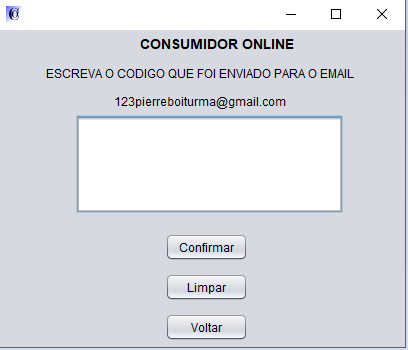 CONSUMIDOR ONLINE
ESCREVA O CODIGO QUE FOI ENVIADO PARA O EMAIL
123pierreboiturma@gmail.com
Confirmar
Limpar
Voltar